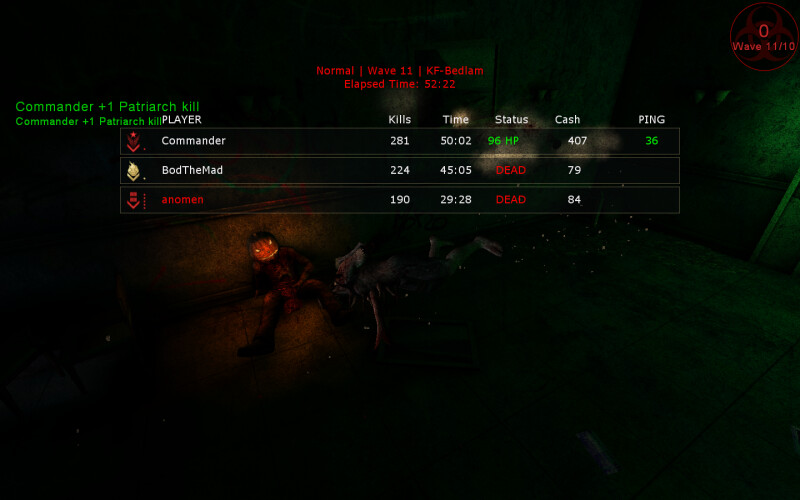 0
Wave 11/10
Normal | Wave 11 | KF-Bedlam
Elapsed Time: 52:22
Commander +1 Patriarch kill
Commander +1 Patriarch kill
PLAYER Kills Time Status Cash PING
Commander 281 50:02 96 HP 407 36
BodTheMad 224 45:05 DEAD 79
anomen 190 29:28 DEAD 84